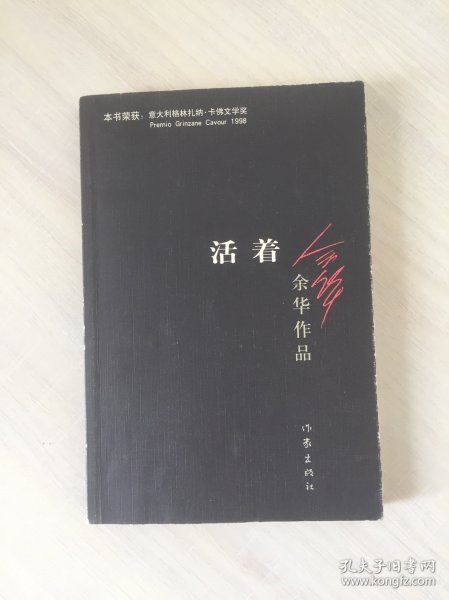 本书荣获：意大利格林扎纳·卡佛文学奖
Premio Grinzane Cavour 1998
活着
余华
余华作品
作家出版社
孔夫子旧书网
www.kongfz.com